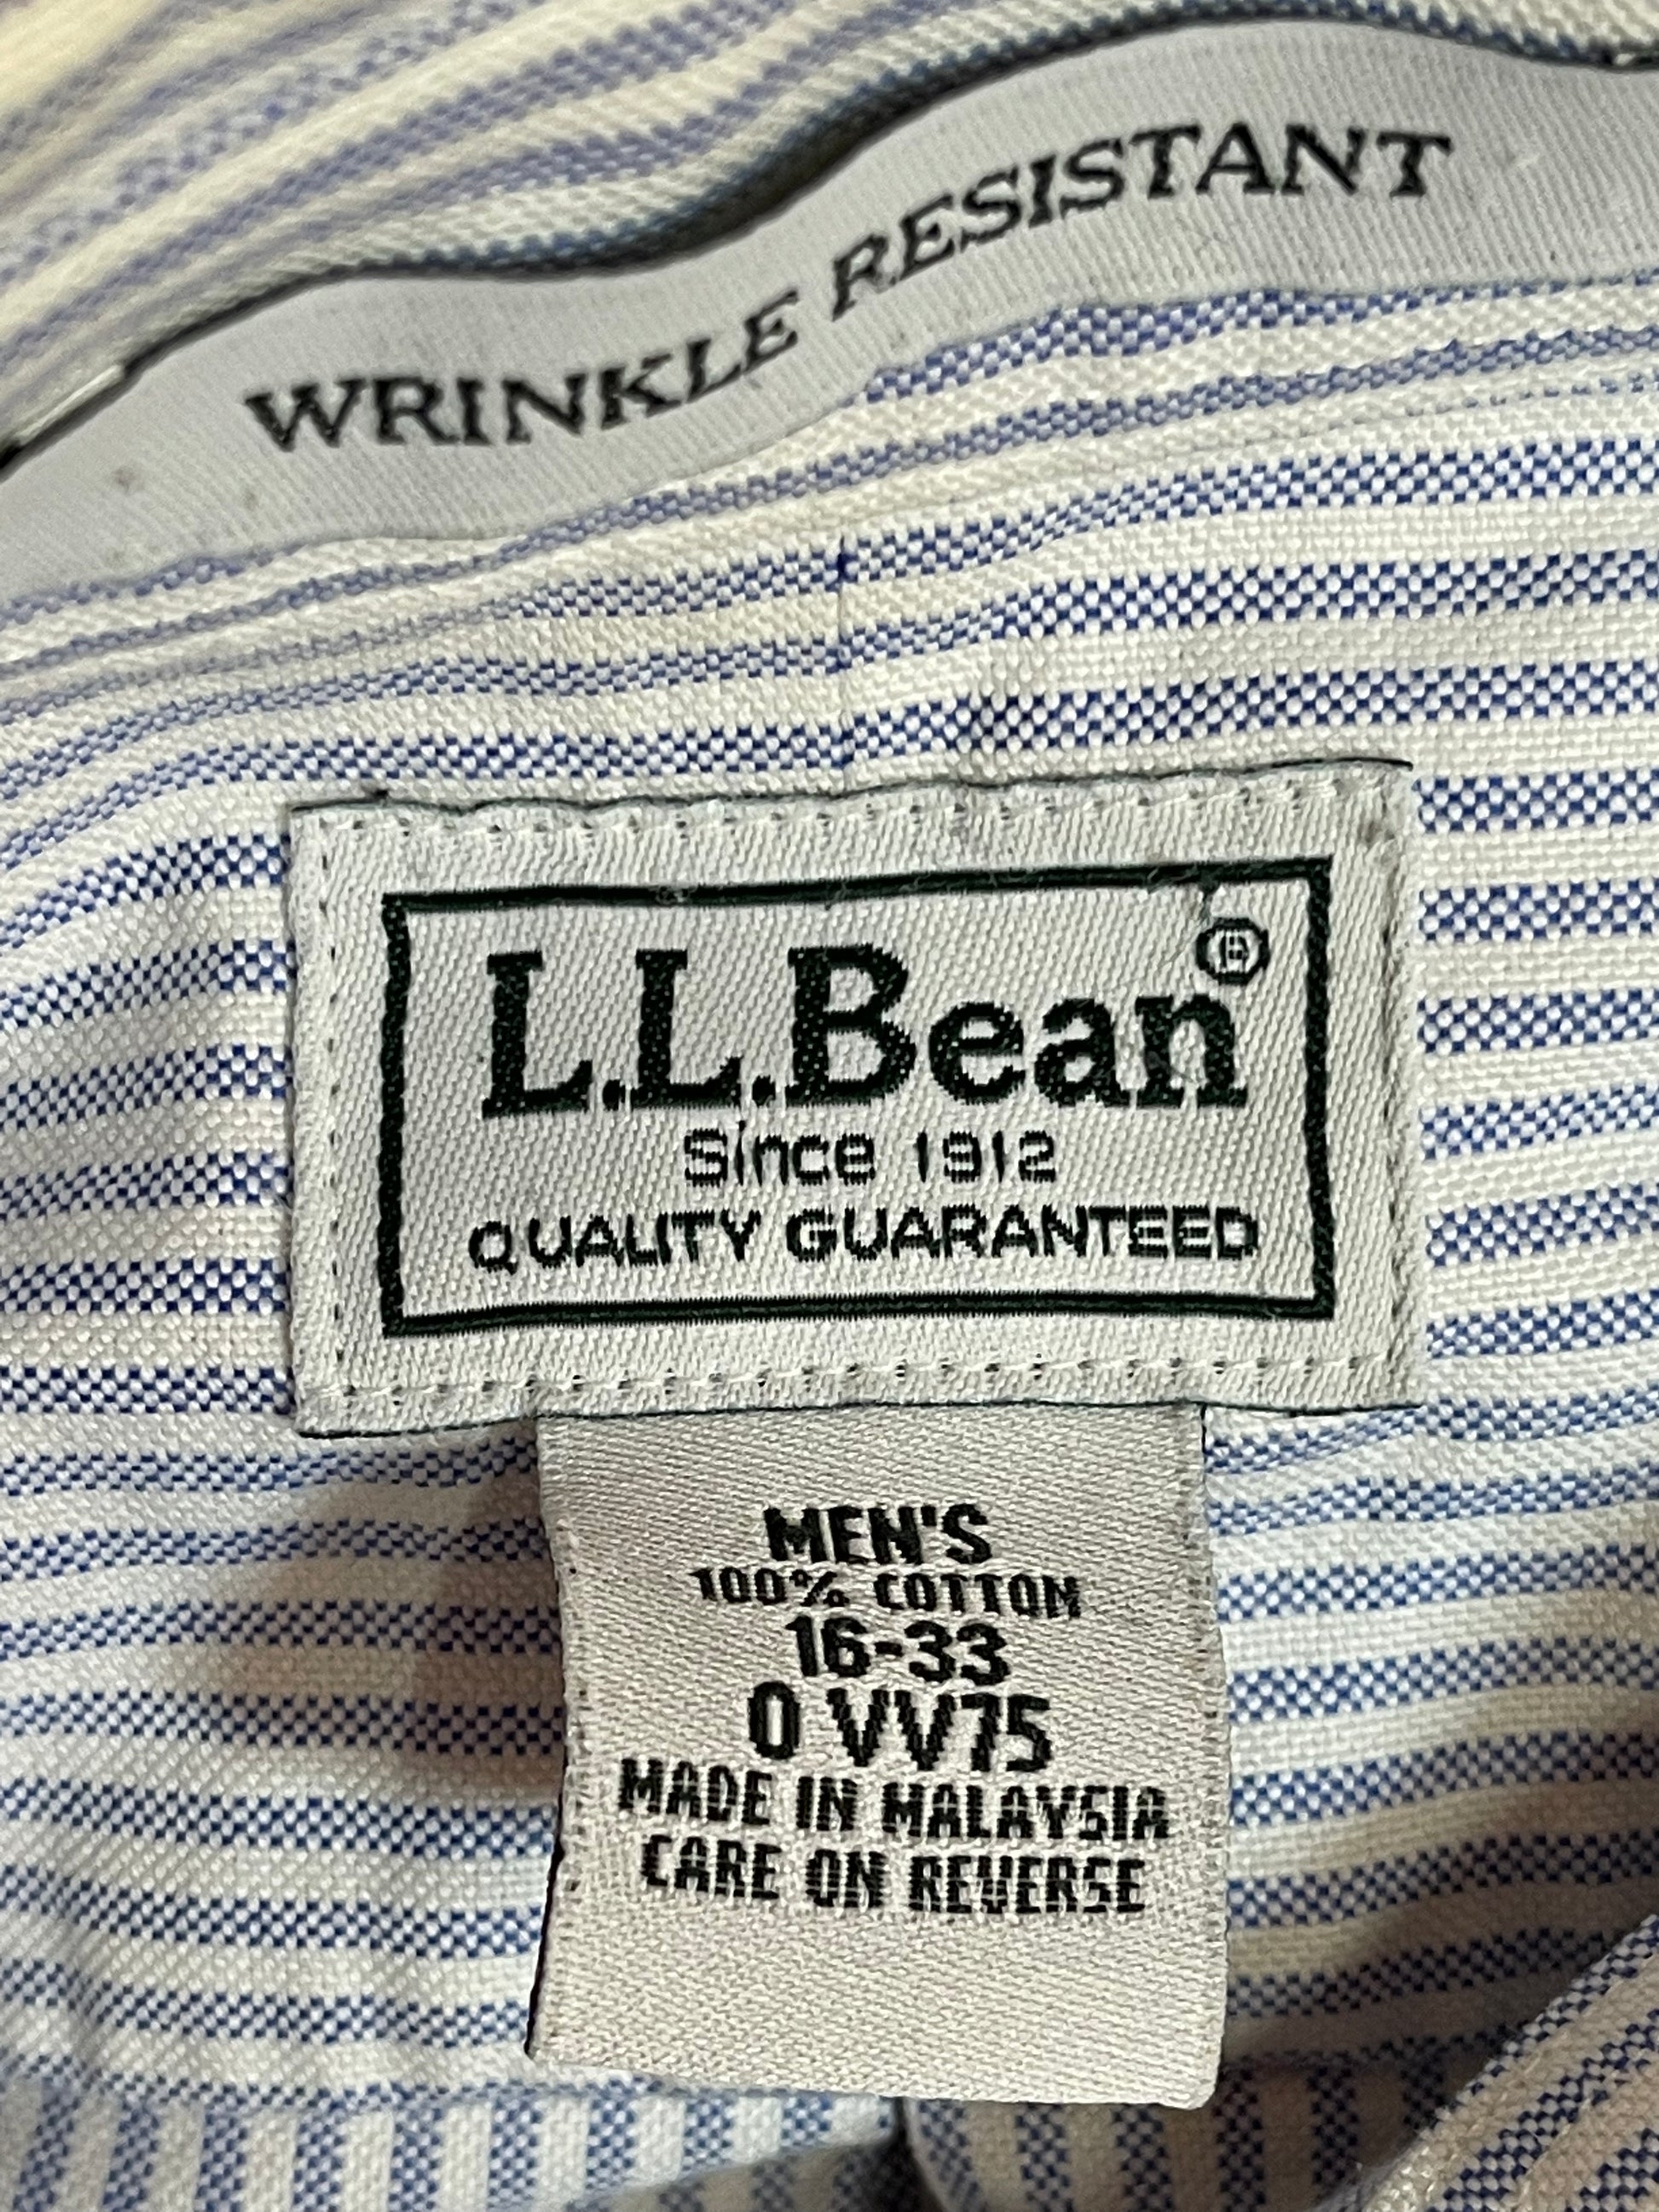 WRINKLE RESISTANT
L.L.Bean®
Since 1912
QUALITY GUARANTEED
MEN'S
100% COTTON
16-33
0 VV75
MADE IN MALAYSIA
CARE ON REVERSE